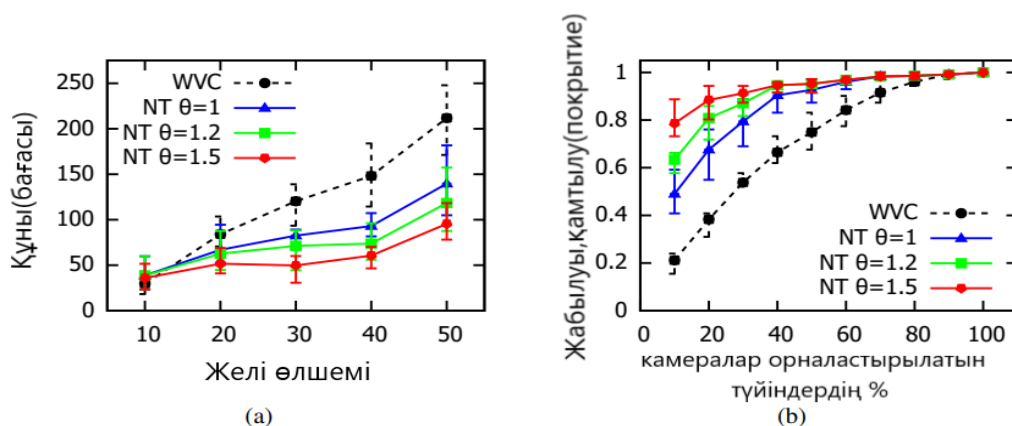 Құны(бағасы)
250
200
150
100
50
0
WVC
NT θ=1
NT θ=1.2
NT θ=1.5
10 20 30 40 50
Желі өлшемі
(a)
Жабылуы,қамтылу(покрытие)
1
0.8
0.6
0.4
0.2
0
WVC
NT θ=1
NT θ=1.2
NT θ=1.5
0 20 40 60 80 100
камералар орналастырылатын
түйіндердің %
(b)